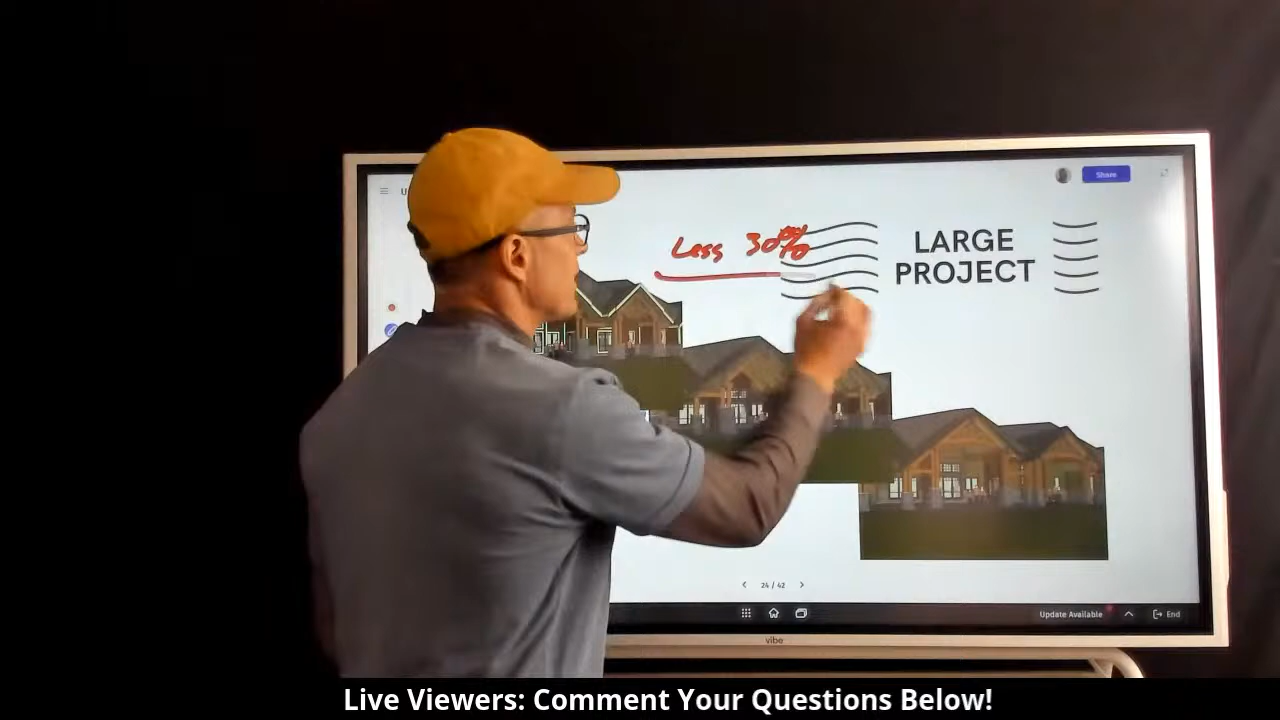 U
Share
Less 30%
LARGE
PROJECT
24 / 42
Update Available
End
vibe
Live Viewers: Comment Your Questions Below!